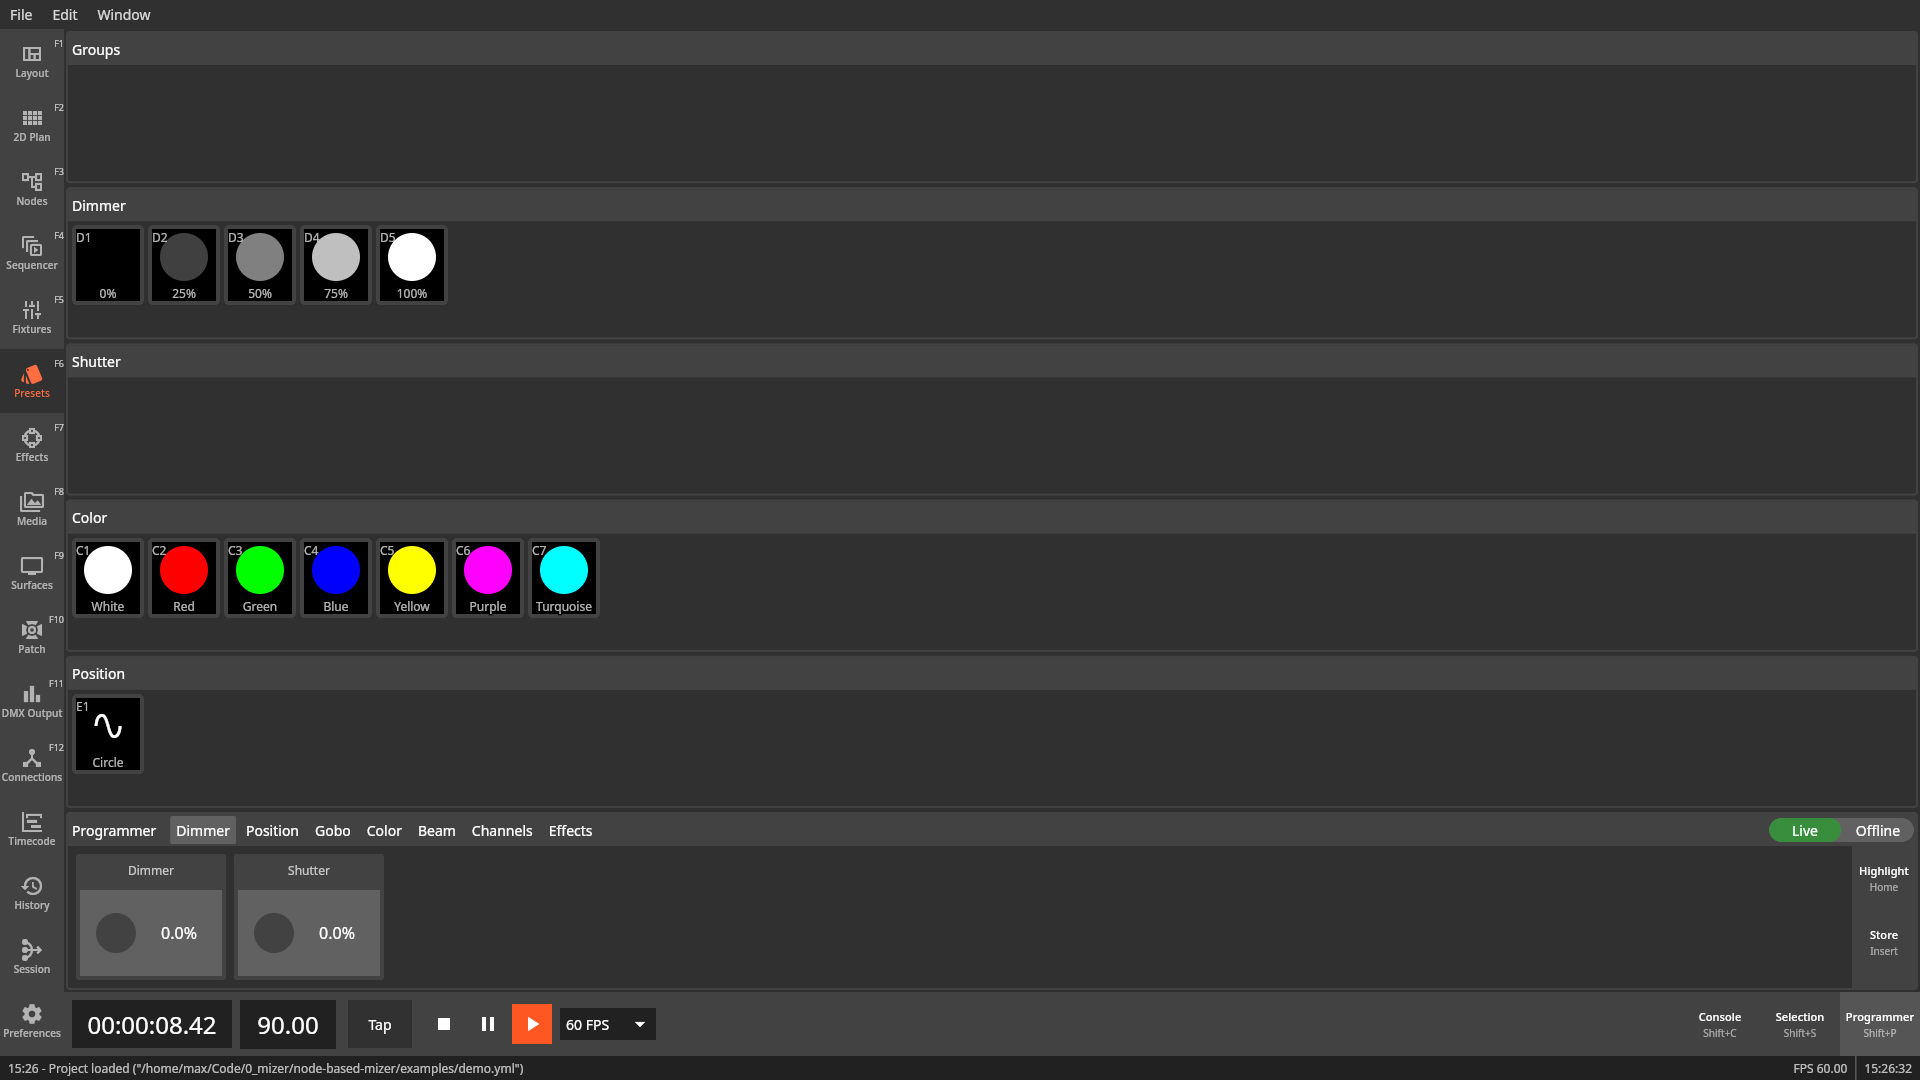 File Edit Window
F1
Layout
F2
2D Plan
F3
Nodes
F4
Sequencer
F5
Fixtures
F6
Presets
F7
Effects
F8
Media
F9
Surfaces
F10
Patch
F11
DMX Output
F12
Connections
Timecode
History
Session
Preferences
Groups
Dimmer
D1 D2 D3 D4 D5
0% 25% 50% 75% 100%
Shutter
Color
C1 C2 C3 C4 C5 C6 C7
White Red Green Blue Yellow Purple Turquoise
Position
E1
Circle
Programmer Dimmer Position Gobo Color Beam Channels Effects Live Offline
Dimmer Shutter
0.0% 0.0%
Highlight
Home
Store
Insert
00:00:08.42 90.00 Tap 60 FPS
Console Selection Programmer
Shift+C Shift+S Shift+P
15:26 - Project loaded ("/home/max/Code/0_mizer/node-based-mizer/examples/demo.yml") FPS 60.00 15:26:32